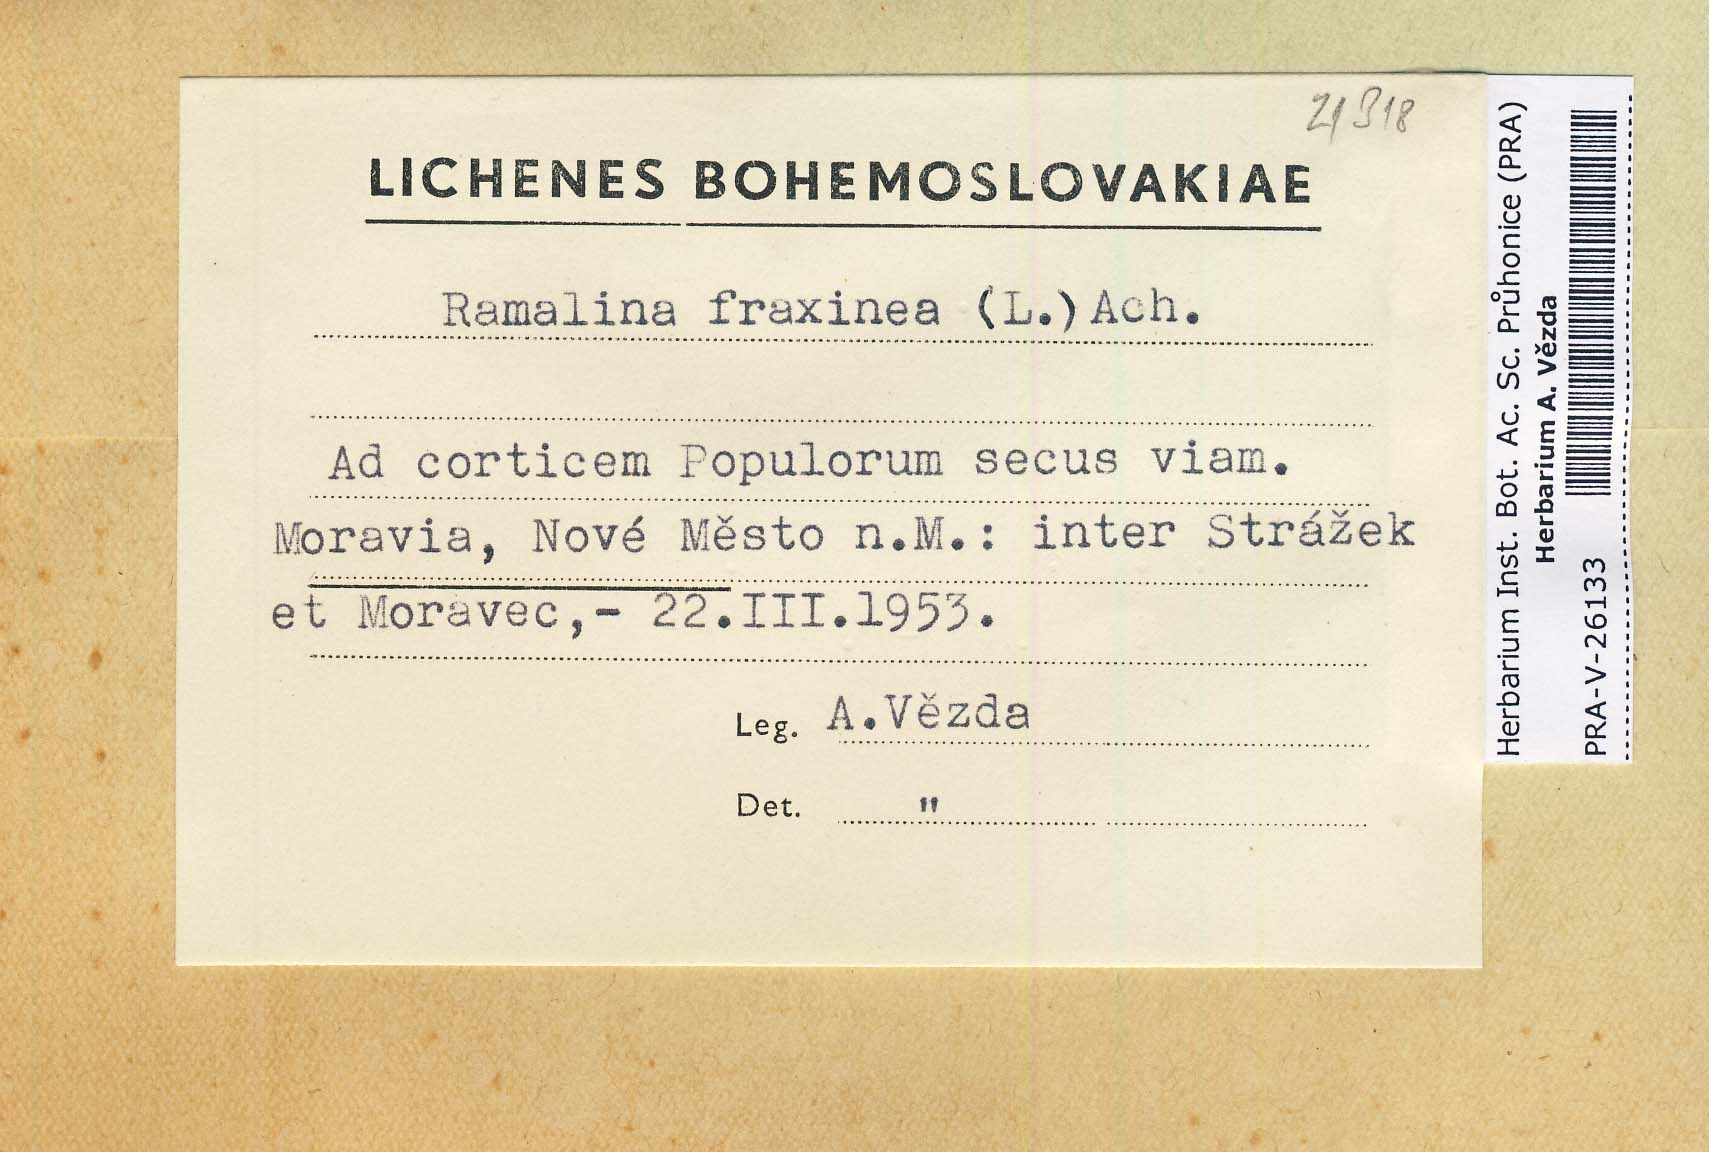 21318
LICHENES BOHEMOSLOVAKIAE
Ramalina fraxinea (L.) Ach.
Ad corticem Populorum secus viam.
Moravia, Nové Město n.M.: inter Strážek
et Moravec,- 22.III.1953.
Leg. A.Vězda
Det. "
Herbarium Inst. Bot. Ac. Sc. Průhonice (PRA)
Herbarium A. Vězda
PRA-V-26133